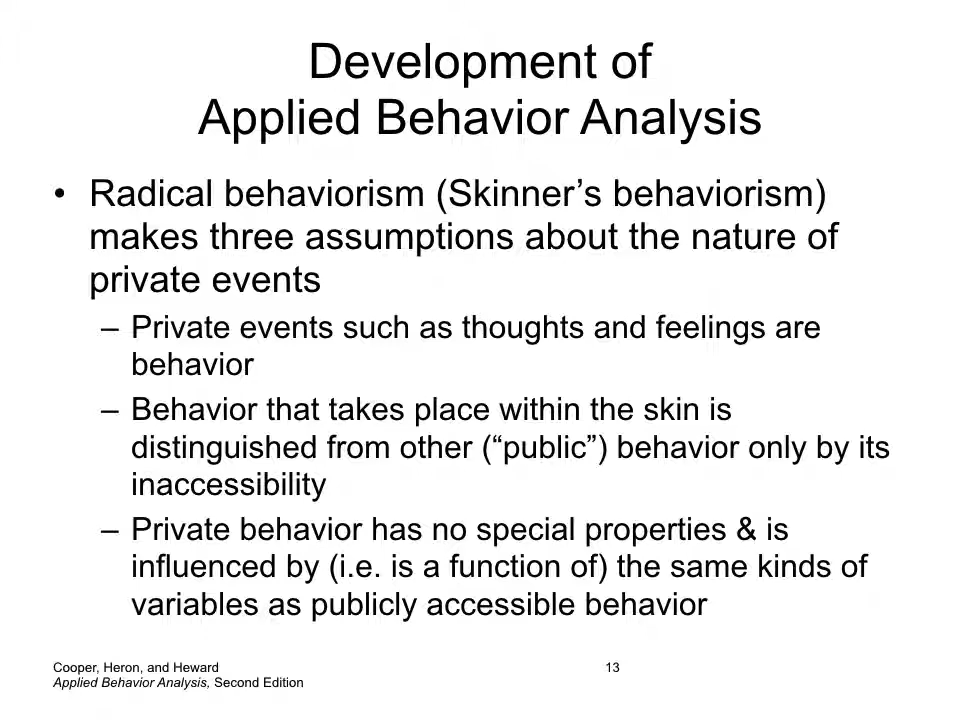 Development of
Applied Behavior Analysis
• Radical behaviorism (Skinner’s behaviorism)
makes three assumptions about the nature of
private events
– Private events such as thoughts and feelings are
behavior
– Behavior that takes place within the skin is
distinguished from other (“public”) behavior only by its
inaccessibility
– Private behavior has no special properties & is
influenced by (i.e. is a function of) the same kinds of
variables as publicly accessible behavior
Cooper, Heron, and Heward
Applied Behavior Analysis, Second Edition
13